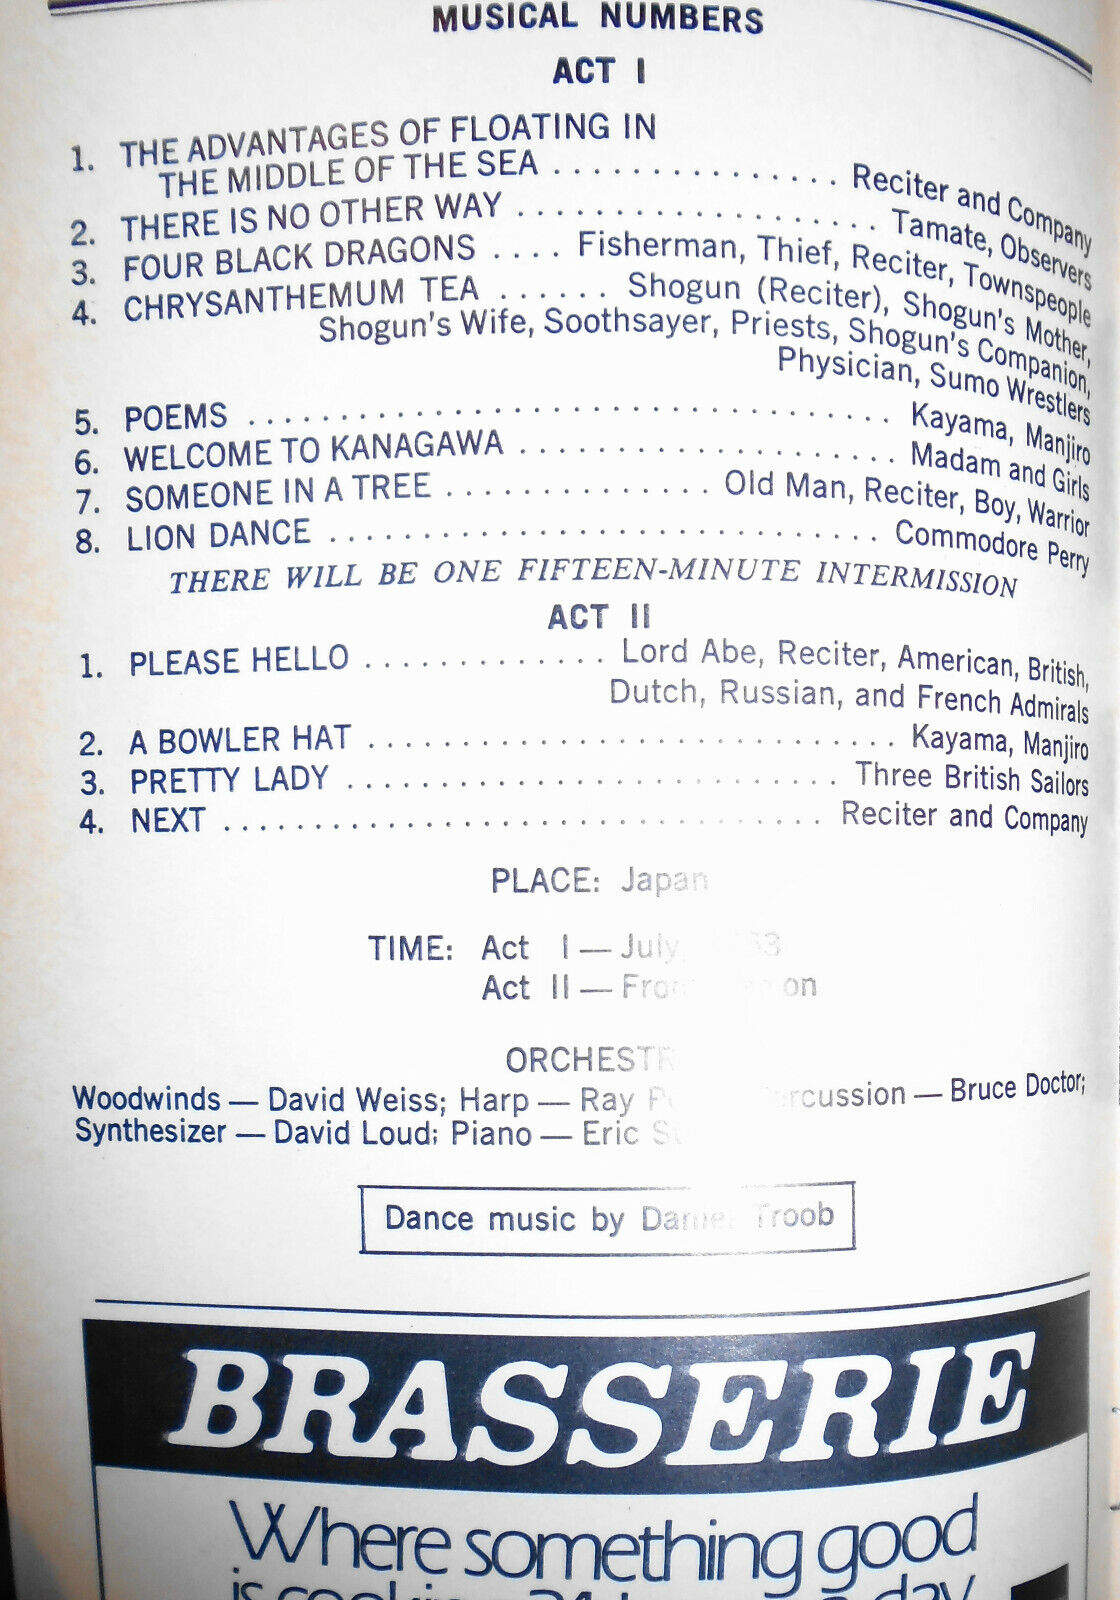 MUSICAL NUMBERS
ACT I
1. THE ADVANTAGES OF FLOATING IN
THE MIDDLE OF THE SEA . . . . . . . . . . . . . . . Reciter and Company
2. THERE IS NO OTHER WAY . . . . . . . . . . . . . . . . . . . Tamate, Observers
3. FOUR BLACK DRAGONS . . . . Fisherman, Thief, Reciter, Townspeople
4. CHRYSANTHEMUM TEA . . . . . . Shogun (Reciter), Shogun's Mother,
Shogun's Wife, Soothsayer, Priests, Shogun's Companion,
Physician, Sumo Wrestlers
5. POEMS . . . . . . . . . . . . . . . . . . . . . . . . . . . . . . . . . . Kayama, Manjiro
6. WELCOME TO KANAGAWA . . . . . . . . . . . . . . . . . . . . Madam and Girls
7. SOMEONE IN A TREE . . . . . . . . . . . . . . Old Man, Reciter, Boy, Warrior
8. LION DANCE . . . . . . . . . . . . . . . . . . . . . . . . . . . . . Commodore Perry
THERE WILL BE ONE FIFTEEN-MINUTE INTERMISSION
ACT II
1. PLEASE HELLO . . . . . . . . . . . . . Lord Abe, Reciter, American, British,
Dutch, Russian, and French Admirals
2. A BOWLER HAT . . . . . . . . . . . . . . . . . . . . . . . . . . . . Kayama, Manjiro
3. PRETTY LADY . . . . . . . . . . . . . . . . . . . . . . . . . . Three British Sailors
4. NEXT . . . . . . . . . . . . . . . . . . . . . . . . . . . . . . . . Reciter and Company
PLACE: Japan
TIME: Act I — July
Act II — on
ORCHESTR
Woodwinds — David Weiss; Harp — Ray rcussion — Bruce Doctor;
Synthesizer — David Loud; Piano — Eric
Dance music by Daniel Troob
BRASSERIE
Where something good